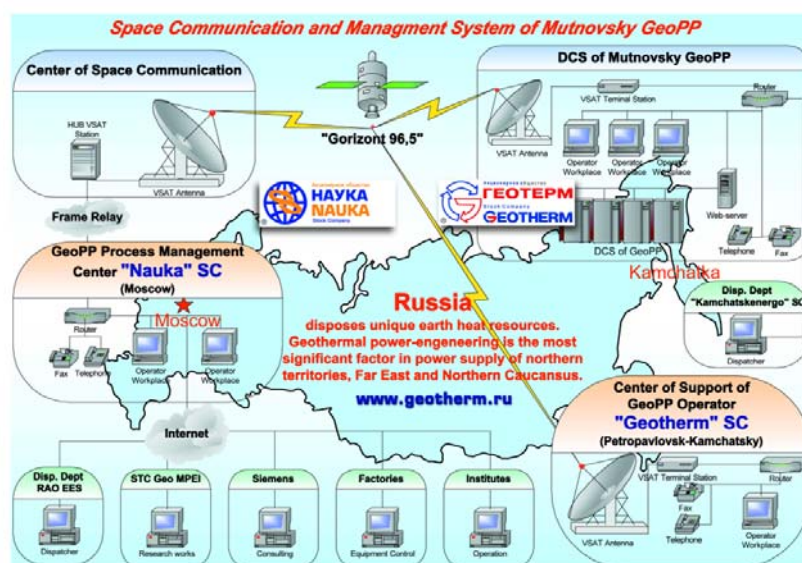 Space Communication and Managment System of Mutnovsky GeoPP
Center of Space Communication
HUB VSAT
Station
VSAT Antenna
"Gorizont 96,5"
DCS of Mutnovsky GeoPP
VSAT Teminal Station
Router
Operator
Workplace
Operator
Workplace
Operator
Workplace
VSAT Antenna
Web-server
DCS of GeoPP
Telephone
Fax
Frame Relay
НАУКА
NAUKA
Stock Company
ГЕОТЕРМ
Stock Company
GEOTHERM
GeoPP Process Management
Center "Nauka" SC
(Moscow)
Moscow
Router
Fax
Telephone
Operator
Workplace
Operator
Workplace
Kamchatka
Disp. Dept
"Kamchatskenergo" SC
Dispatcher
Russia
disposes unique earth heat resources.
Geothermal power-engeneering is the most
significant factor in power supply of northern
territories, Far East and Northern Caucansus.
www.geotherm.ru
Center of Support of
GeoPP Operator
"Geotherm" SC
(Petropavlovsk-Kamchatsky)
VSAT Terminal Station
Router
Fax
Telephone
VSAT Antenna
Operator
Workplace
Internet
Disp. Dept
RAO EES
Dispatcher
STC Geo MPEI
Research works
Siemens
Consulting
Factories
Equipment Control
Institutes
Operation